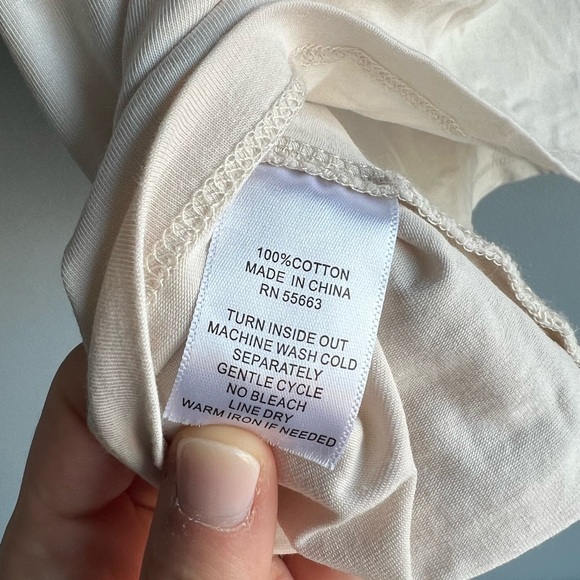 100%COTTON
MADE IN CHINA
RN 55663
TURN INSIDE OUT
MACHINE WASH COLD
SEPARATELY
GENTLE CYCLE
NO BLEACH
LINE DRY
WARM IRON IF NEEDED